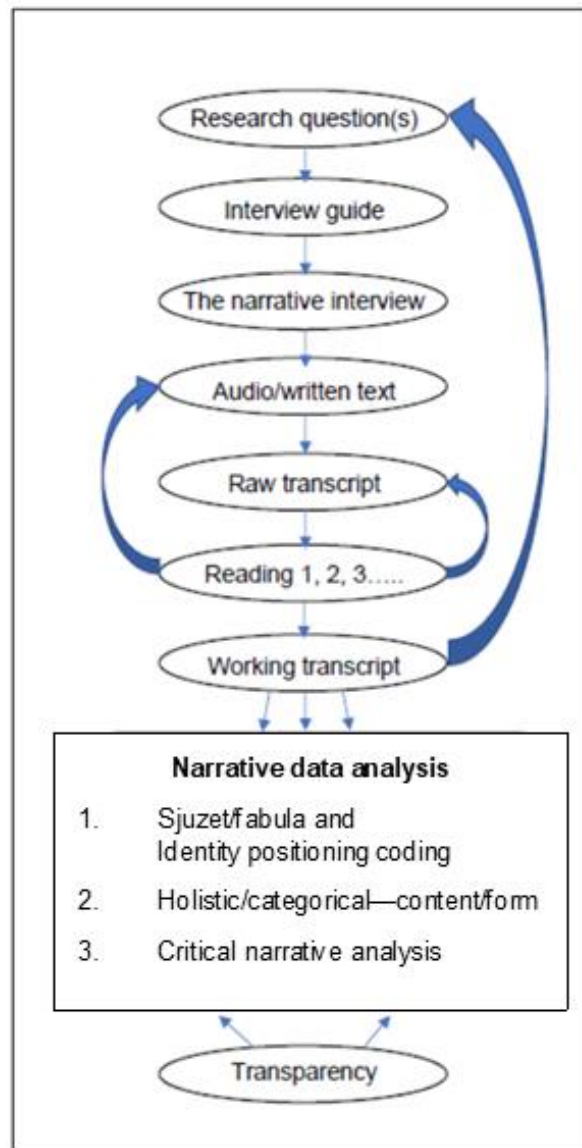 Research question(s)
Interview guide
The narrative interview
Audio/written text
Raw transcript
Reading 1, 2, 3.....
Working transcript
Narrative data analysis
1. Sjuzet/fabula and
Identity positioning coding
2. Holistic/categorical—content/form
3. Critical narrative analysis
Transparency